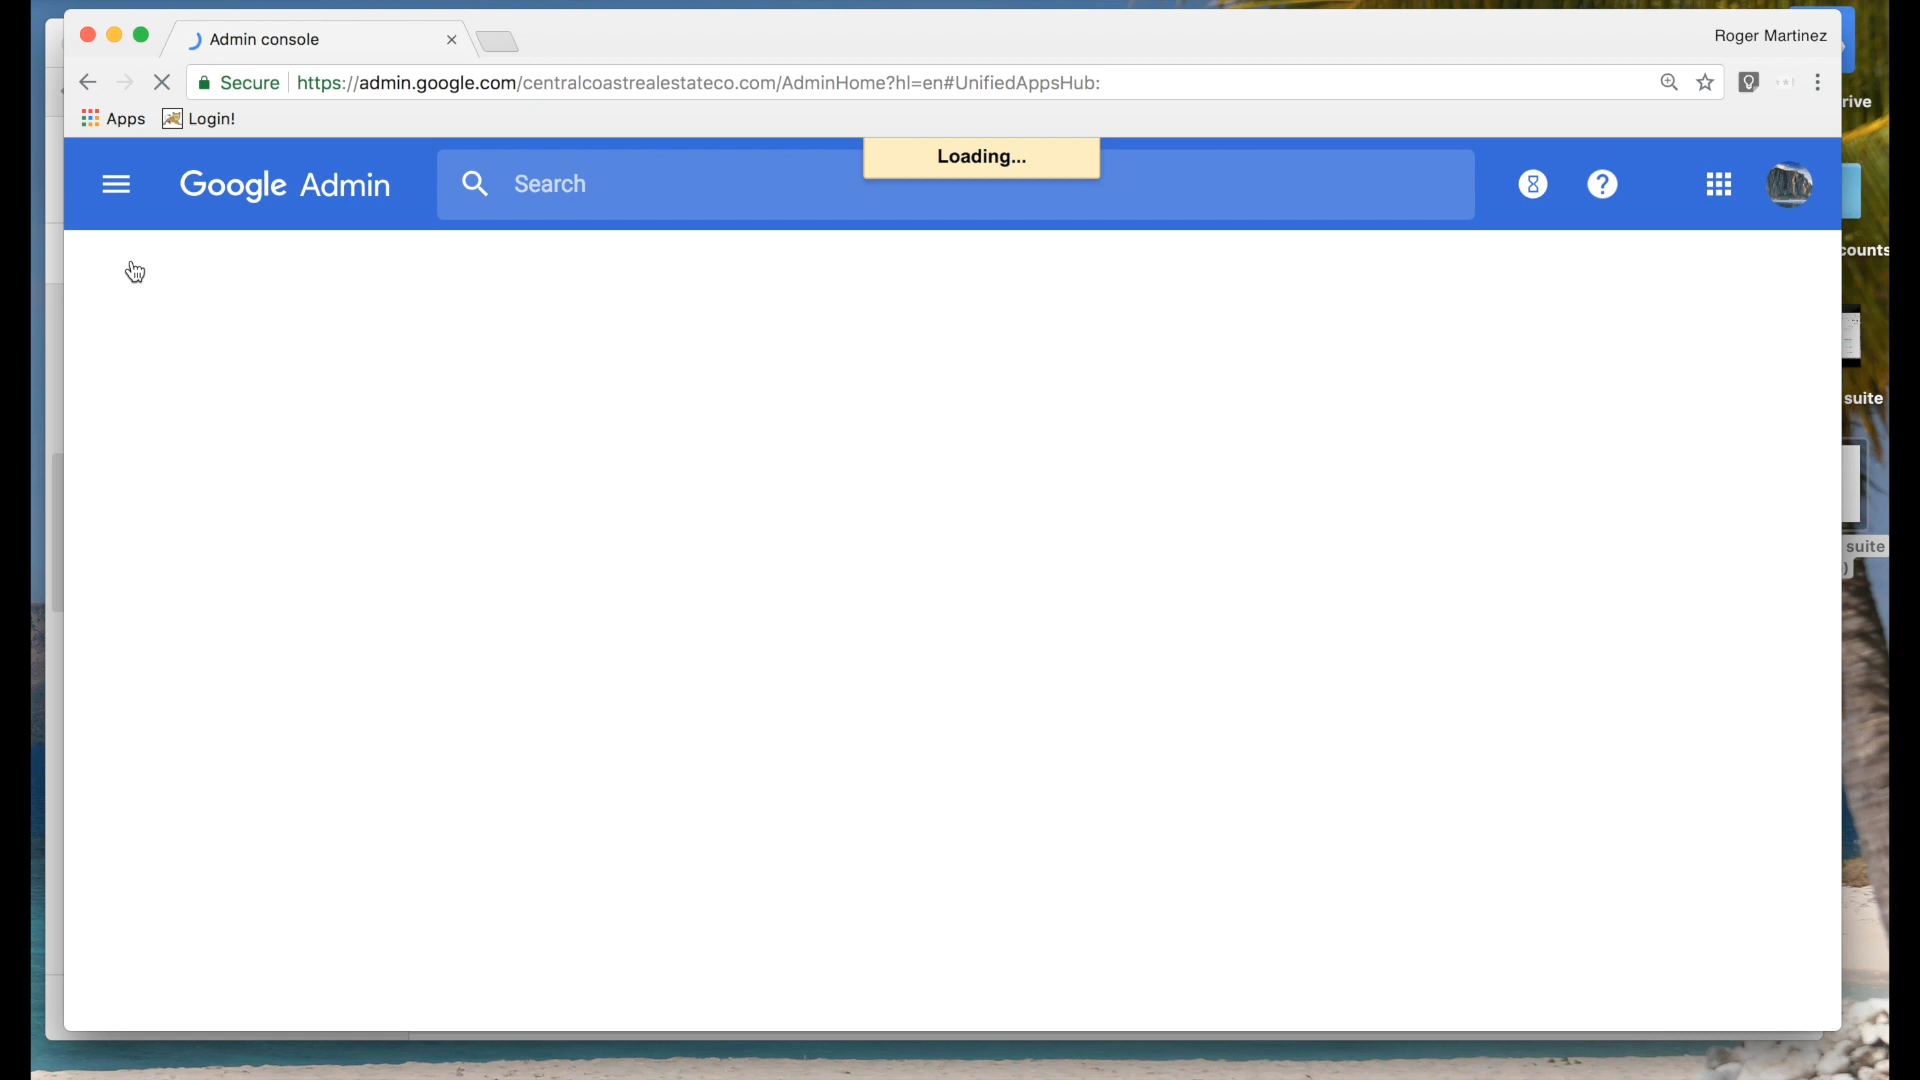 Admin console
Roger Martinez
Secure https://admin.google.com/centralcoastrealestateco.com/AdminHome?hl=en#UnifiedAppsHub:
Apps Login!
rive
Loading...
Google Admin Search
counts
suite
suite
)